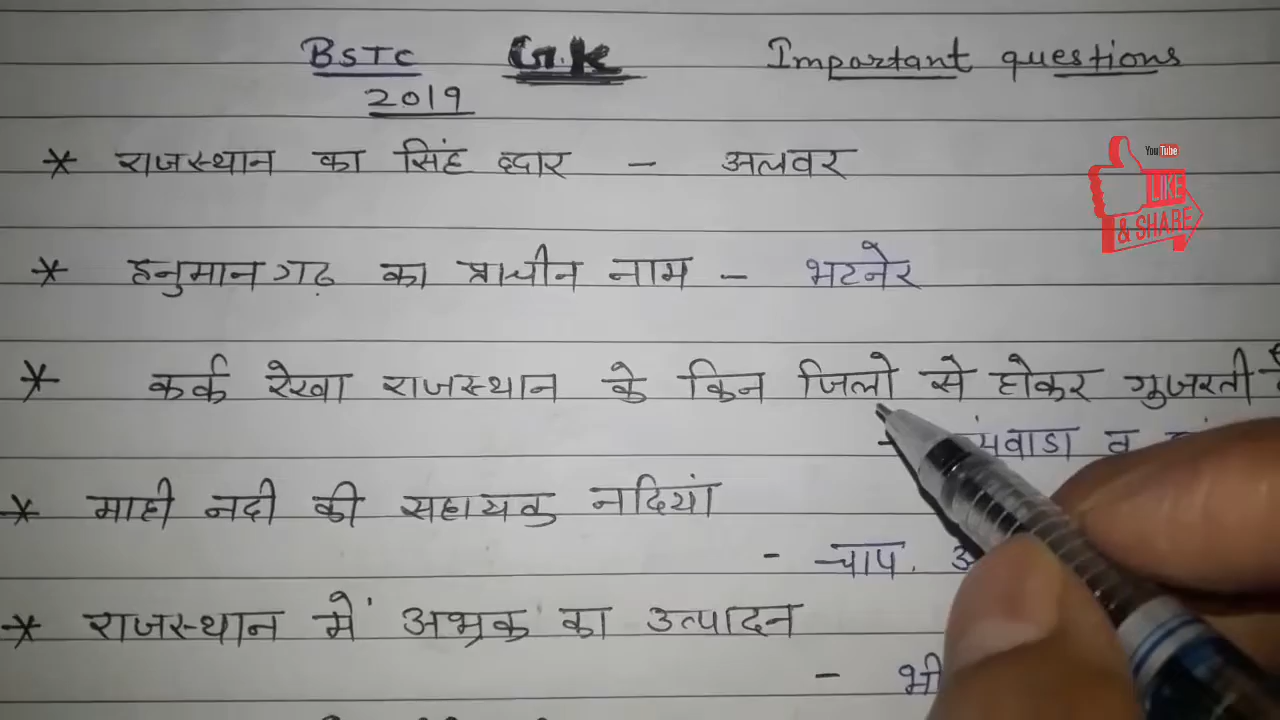 BSTC G.K Impartant questions
2019
* राजस्थान का सिंह द्वार - अलवर
YouTube
LIKE
& SHARE
* हनुमानगढ़ का प्राचीन नाम - भटनेर
* कर्क रेखा राजस्थान के किन जिलो से होकर गुजरती
व
* माही नदी की सहायक नदियां
- चाप.
* राजस्थान में अभ्रक का उत्पादन
-